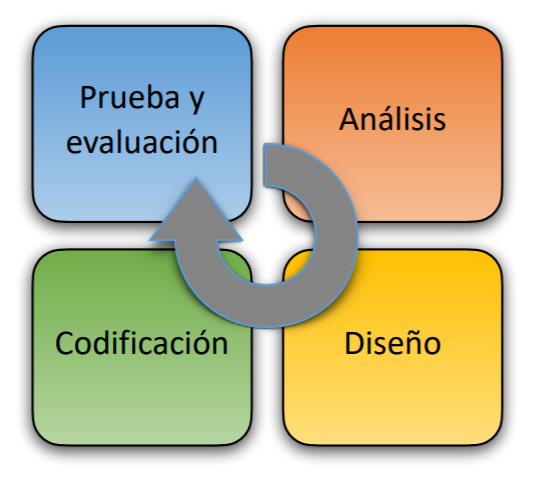 Prueba y
evaluación
Análisis
Codificación
Diseño